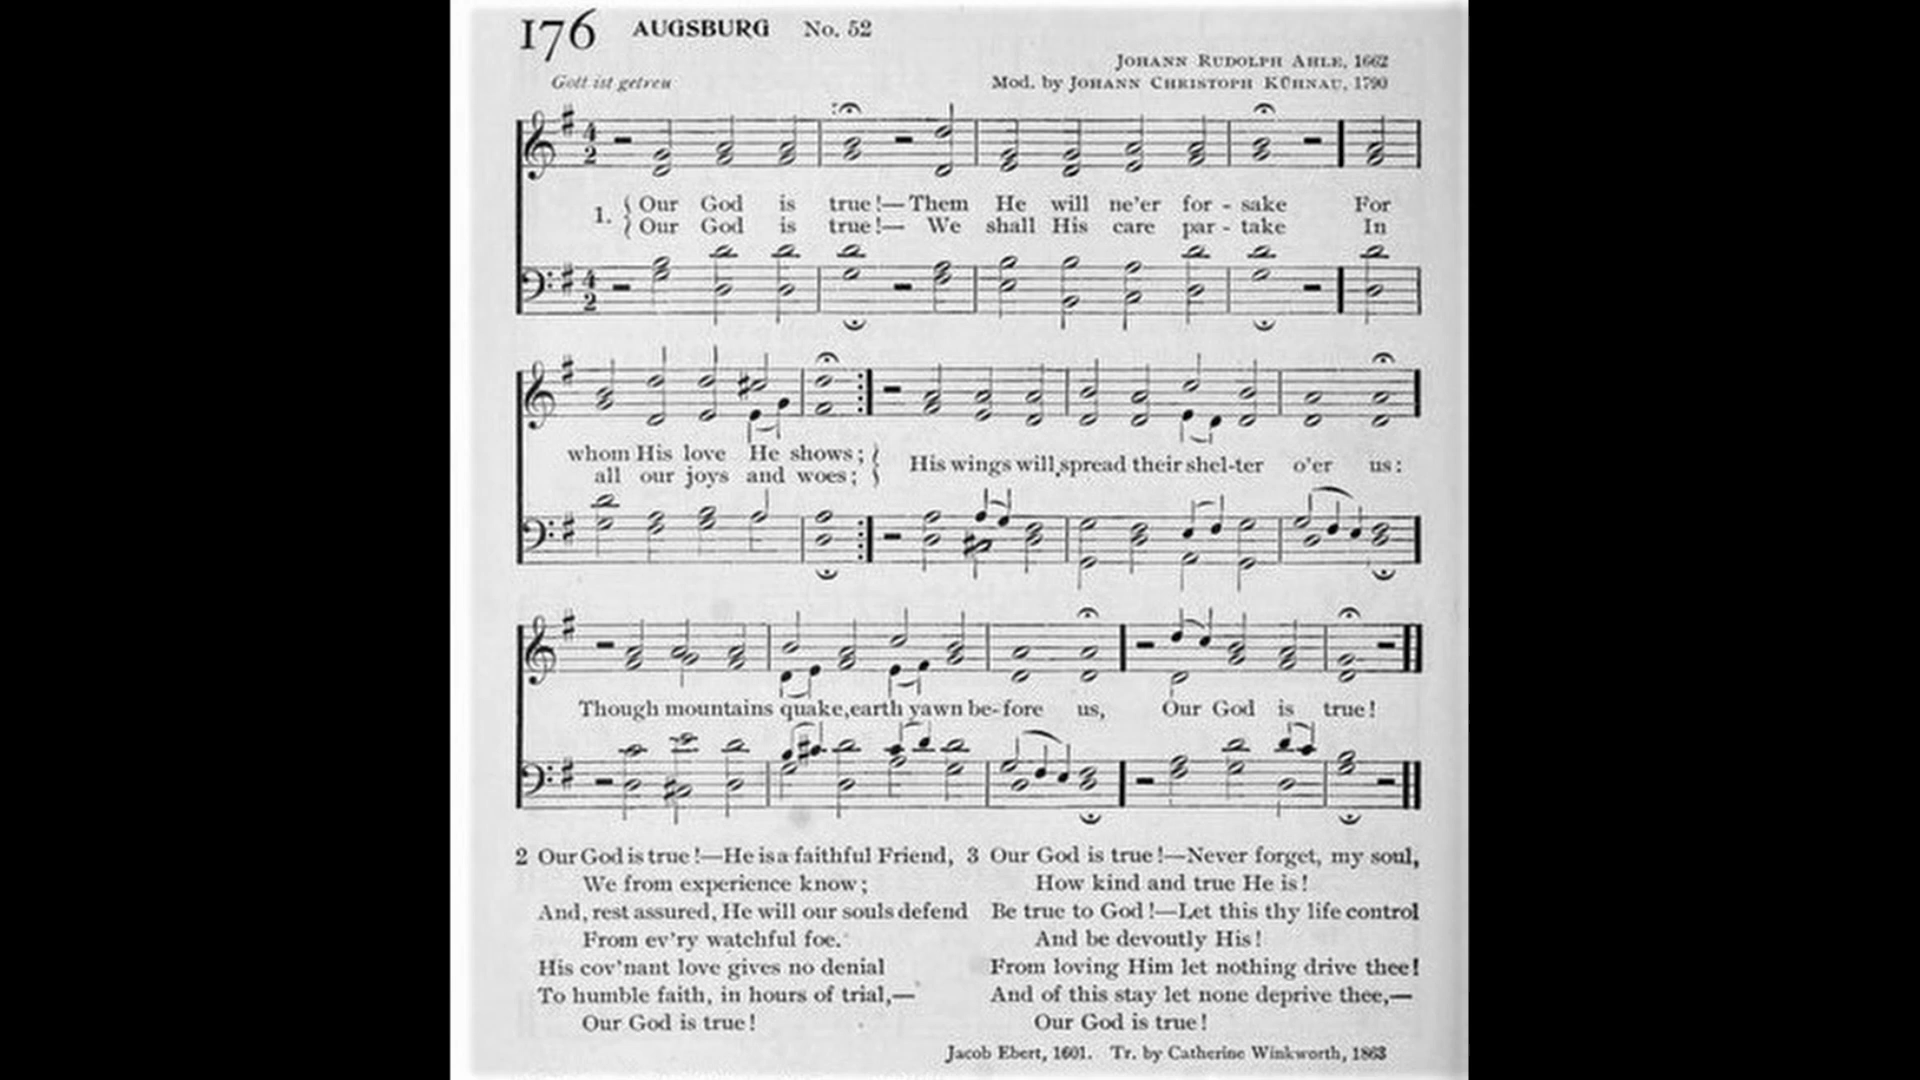 176 AUGSBURG No. 52
JOHANN RUDOLPH AHLE, 1662
Gott ist getreu Mod. by JOHANN CHRISTOPH KÜHNAU, 1790
4
2
1. Our God is true!— Them He will ne'er for - sake For
Our God is true!— We shall His care par - take In
4
2
whom His love He shows;
all our joys and woes;
His wings will spread their shel-ter o'er us:
Though mountains quake, earth yawn be-fore us, Our God is true!
2 Our God is true!—He is a faithful Friend,
We from experience know;
And, rest assured, He will our souls defend
From ev'ry watchful foe.
His cov'nant love gives no denial
To humble faith, in hours of trial,—
Our God is true!
3 Our God is true!—Never forget, my soul,
How kind and true He is!
Be true to God!—Let this thy life control
And be devoutly His!
From loving Him let nothing drive thee!
And of this stay let none deprive thee,—
Our God is true!
Jacob Ebert, 1601. Tr. by Catherine Winkworth, 1863